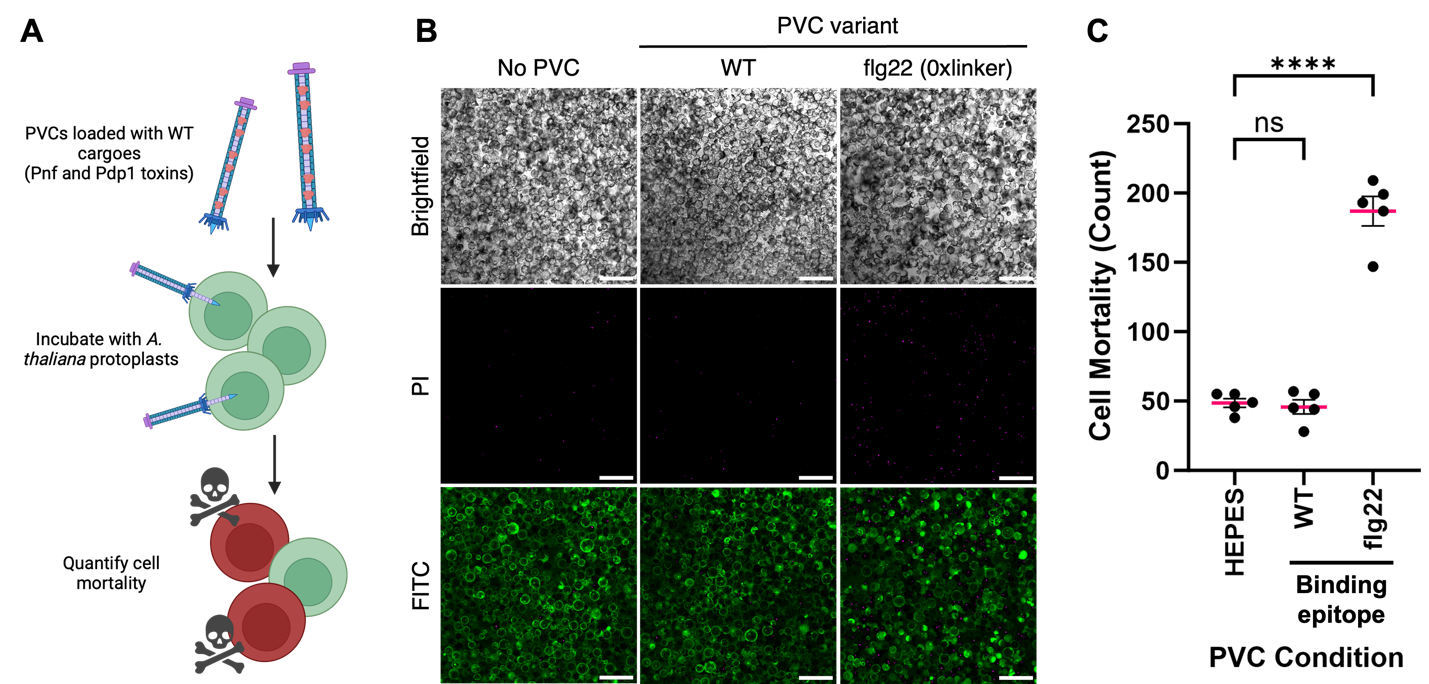 A
PVCs loaded with WT
cargoes
(Pnf and Pdp1 toxins)
Incubate with A.
thaliana protoplasts
Quantify cell
mortality
B
PVC variant
No PVC
WT
flg22 (0xlinker)
Brightfield
PI
FITC
C
****
ns
Cell Mortality (Count)
250
200
150
100
50
0
HEPES
WT
flg22
Binding
epitope
PVC Condition